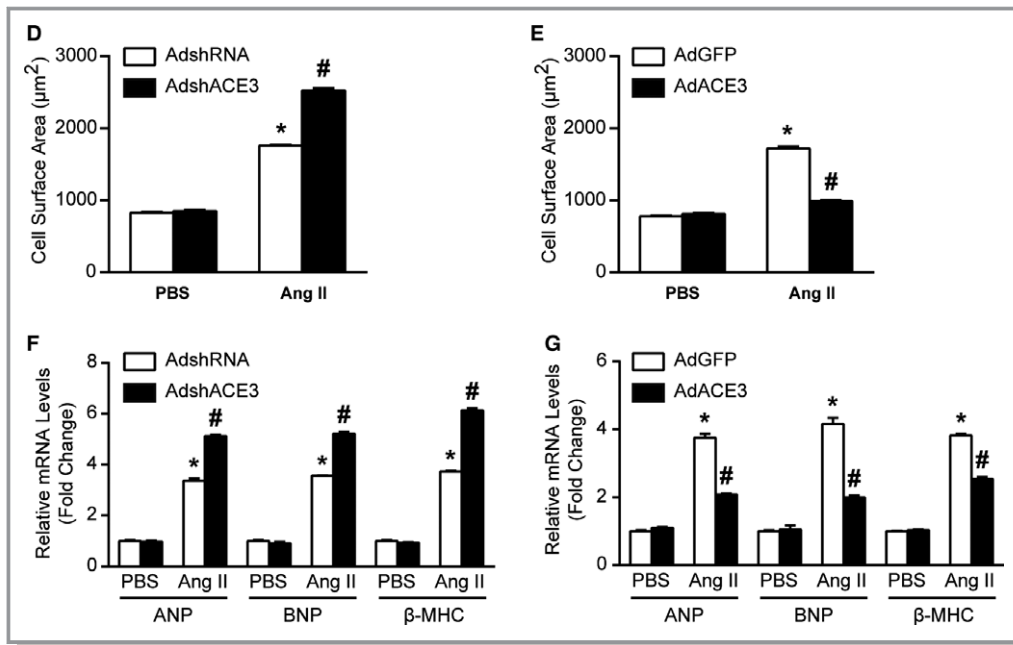 D
AdshRNA
AdshACE3
Cell Surface Area (µm²)
3000
2000
1000
0
#
*
PBS
Ang II
E
AdGFP
AdACE3
Cell Surface Area (µm²)
3000
2000
1000
0
*
#
PBS
Ang II
F
AdshRNA
AdshACE3
Relative mRNA Levels
(Fold Change)
8
6
4
2
0
* # * # * #
PBS Ang II PBS Ang II PBS Ang II
ANP BNP β-MHC
G
AdGFP
AdACE3
Relative mRNA Levels
(Fold Change)
6
4
2
0
* # * # * #
PBS Ang II PBS Ang II PBS Ang II
ANP BNP β-MHC